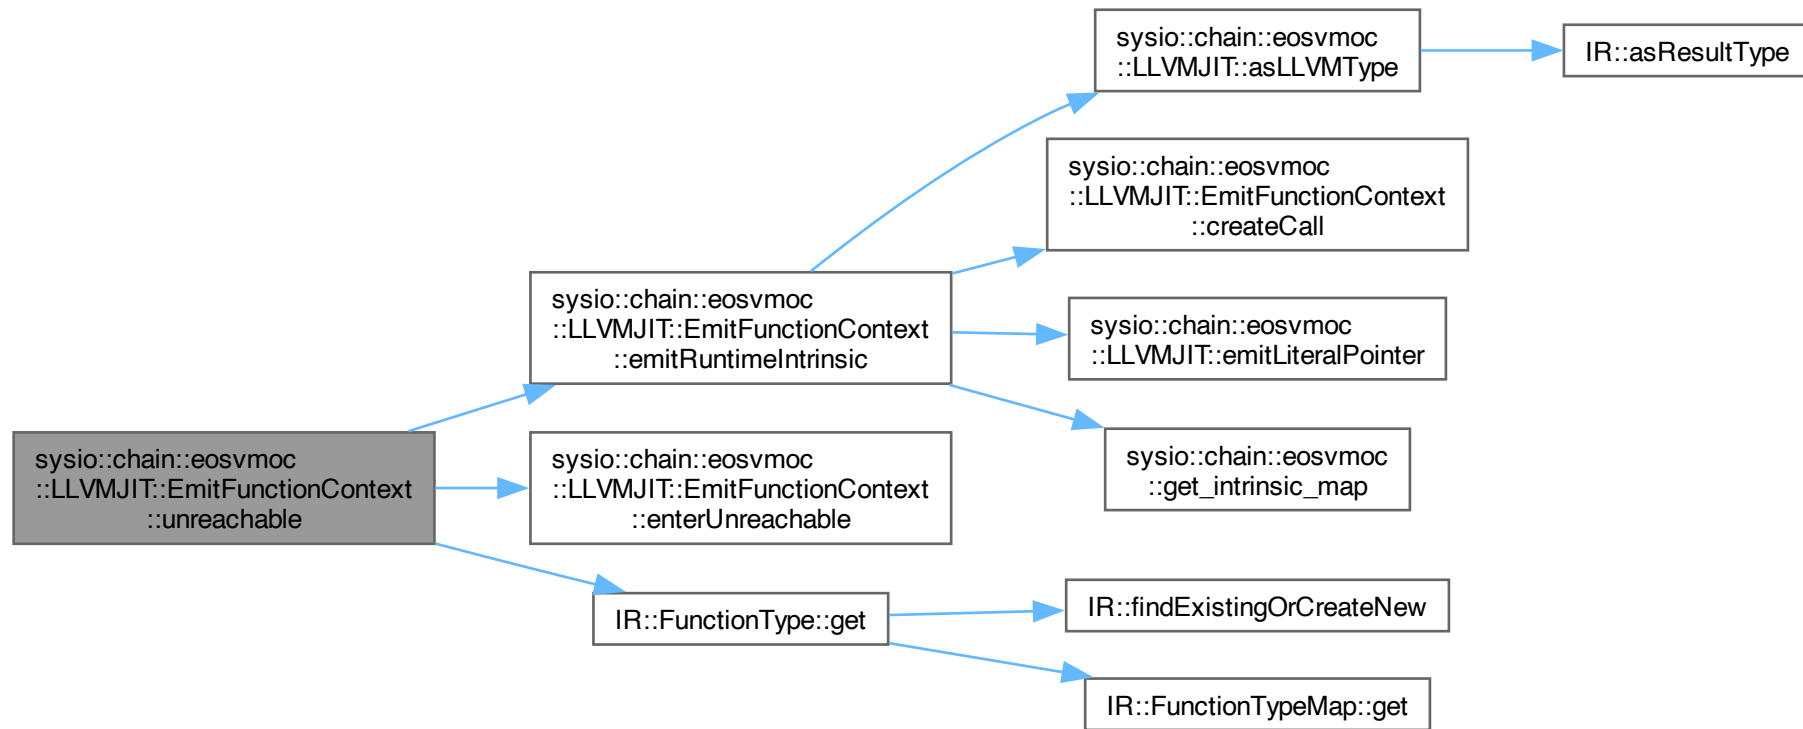 sysio::chain::eosvmoc
::LLVMJIT::asLLVMType
IR::asResultType
sysio::chain::eosvmoc
::LLVMJIT::EmitFunctionContext
::createCall
sysio::chain::eosvmoc
::LLVMJIT::EmitFunctionContext
::emitRuntimeIntrinsic
sysio::chain::eosvmoc
::LLVMJIT::emitLiteralPointer
sysio::chain::eosvmoc
::get_intrinsic_map
sysio::chain::eosvmoc
::LLVMJIT::EmitFunctionContext
::unreachable
sysio::chain::eosvmoc
::LLVMJIT::EmitFunctionContext
::enterUnreachable
IR::FunctionType::get
IR::findExistingOrCreateNew
IR::FunctionTypeMap::get